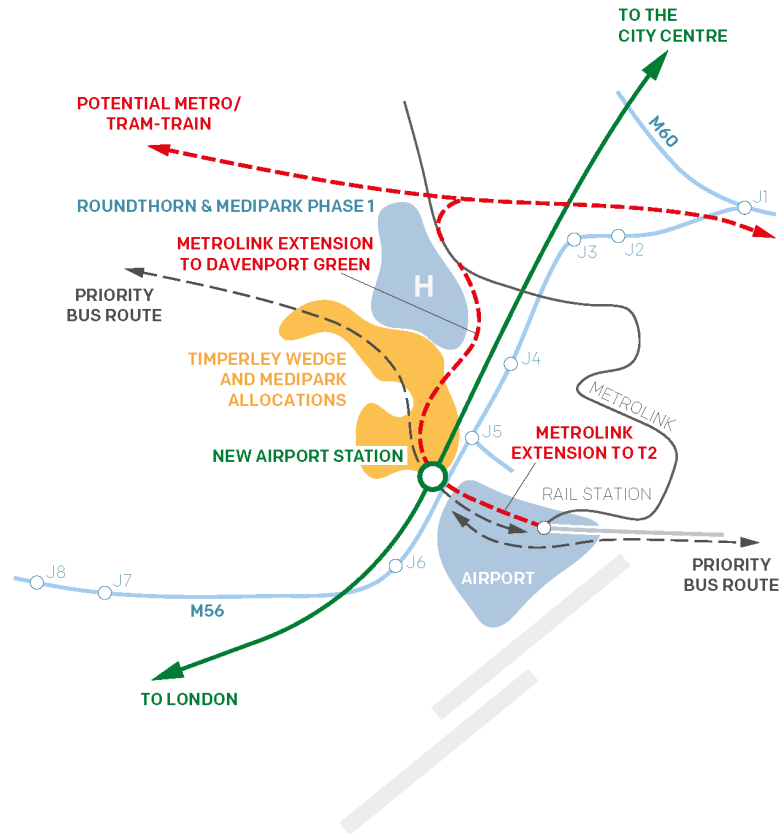 TO THE
CITY CENTRE
POTENTIAL METRO/
TRAM-TRAIN
M60
ROUNDTHORN & MEDIPARK PHASE 1
J1
METROLINK EXTENSION
TO DAVENPORT GREEN
J3
J2
H
PRIORITY
BUS ROUTE
TIMPERLEY WEDGE
AND MEDIPARK
ALLOCATIONS
J4
METROLINK
J5
NEW AIRPORT STATION
METROLINK
EXTENSION TO T2
RAIL STATION
J6
AIRPORT
PRIORITY
BUS ROUTE
J8
J7
M56
TO LONDON